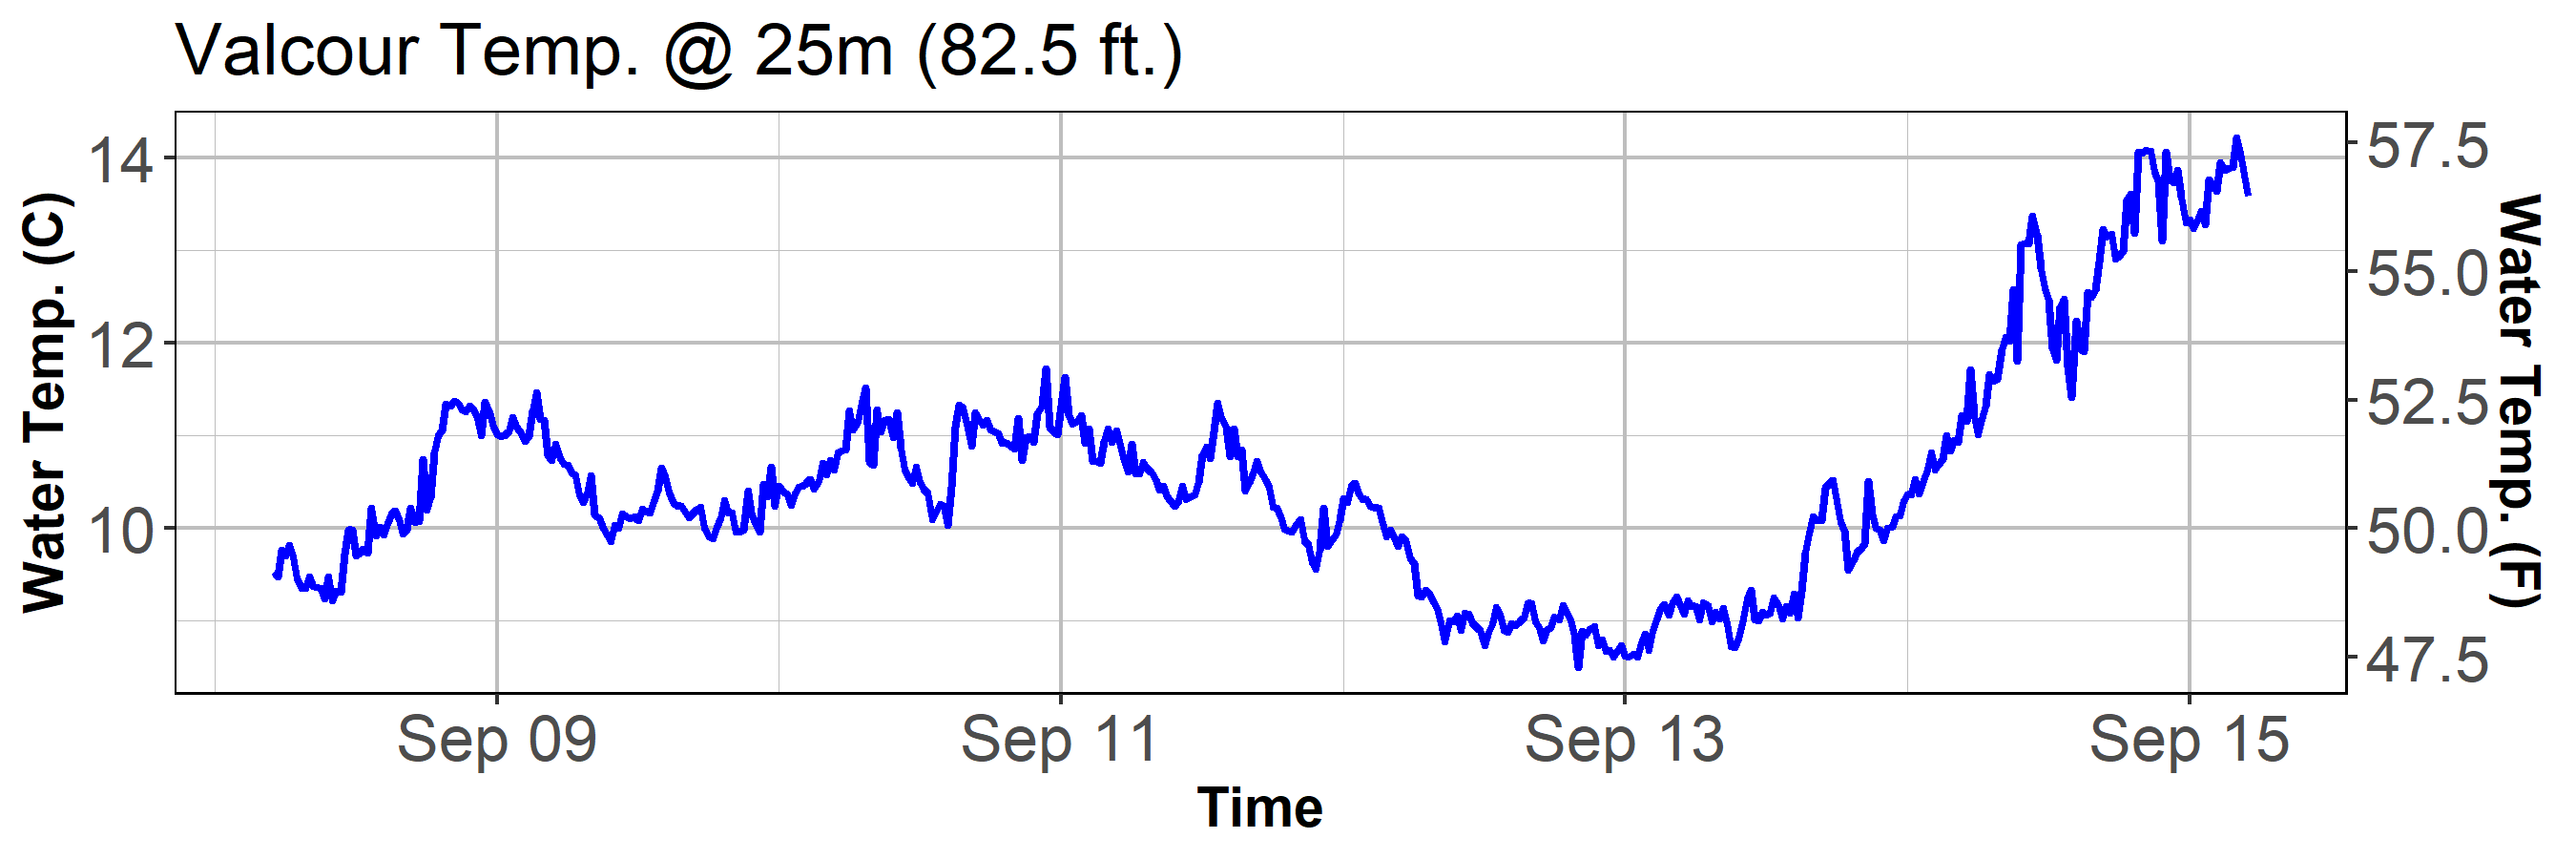 Valcour Temp. @ 25m (82.5 ft.)
Water Temp. (C)
14
12
10
57.5
55.0
52.5
50.0
47.5
Water Temp. (F)
Sep 09 Sep 11 Sep 13 Sep 15
Time